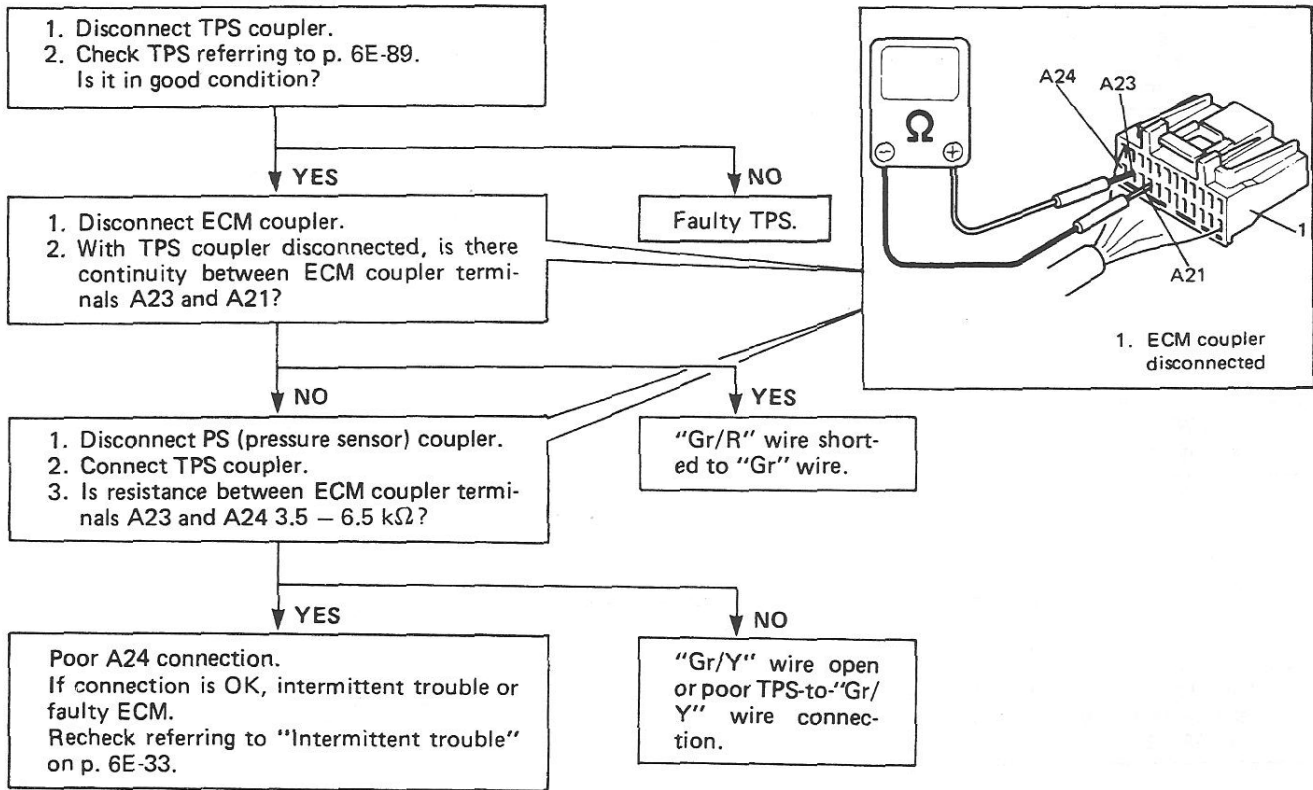 1. Disconnect TPS coupler.
2. Check TPS referring to p. 6E-89.
Is it in good condition?
YES
NO
1. Disconnect ECM coupler.
2. With TPS coupler disconnected, is there
continuity between ECM coupler termi-
nals A23 and A21?
Faulty TPS.
A24
A23
Ω
−
+
1
A21
1. ECM coupler
disconnected
NO
YES
1. Disconnect PS (pressure sensor) coupler.
2. Connect TPS coupler.
3. Is resistance between ECM coupler termi-
nals A23 and A24 3.5 — 6.5 kΩ?
"Gr/R" wire short-
ed to "Gr" wire.
YES
NO
Poor A24 connection.
If connection is OK, intermittent trouble or
faulty ECM.
Recheck referring to "Intermittent trouble"
on p. 6E-33.
"Gr/Y" wire open
or poor TPS-to-"Gr/
Y" wire connec-
tion.